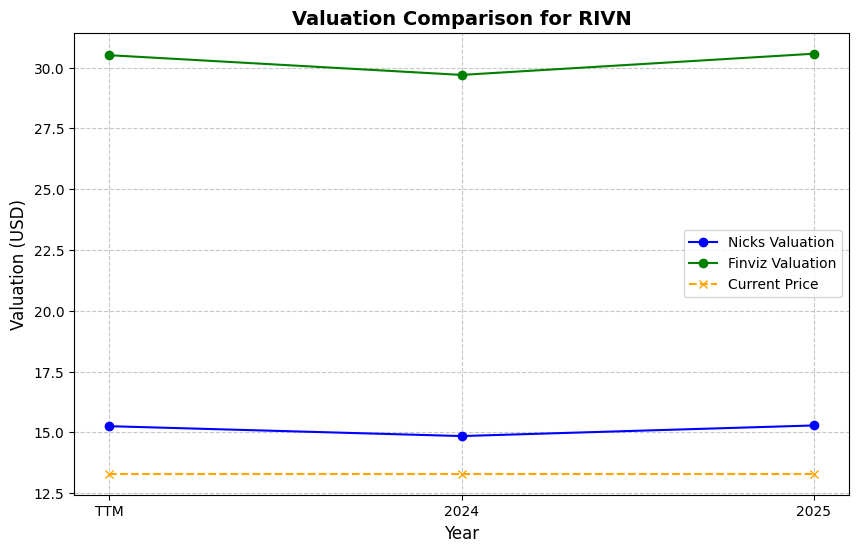 Valuation Comparison for RIVN
Valuation (USD)
30.0
27.5
25.0
22.5
20.0
17.5
15.0
12.5
Nicks Valuation
Finviz Valuation
Current Price
TTM
2024
2025
Year